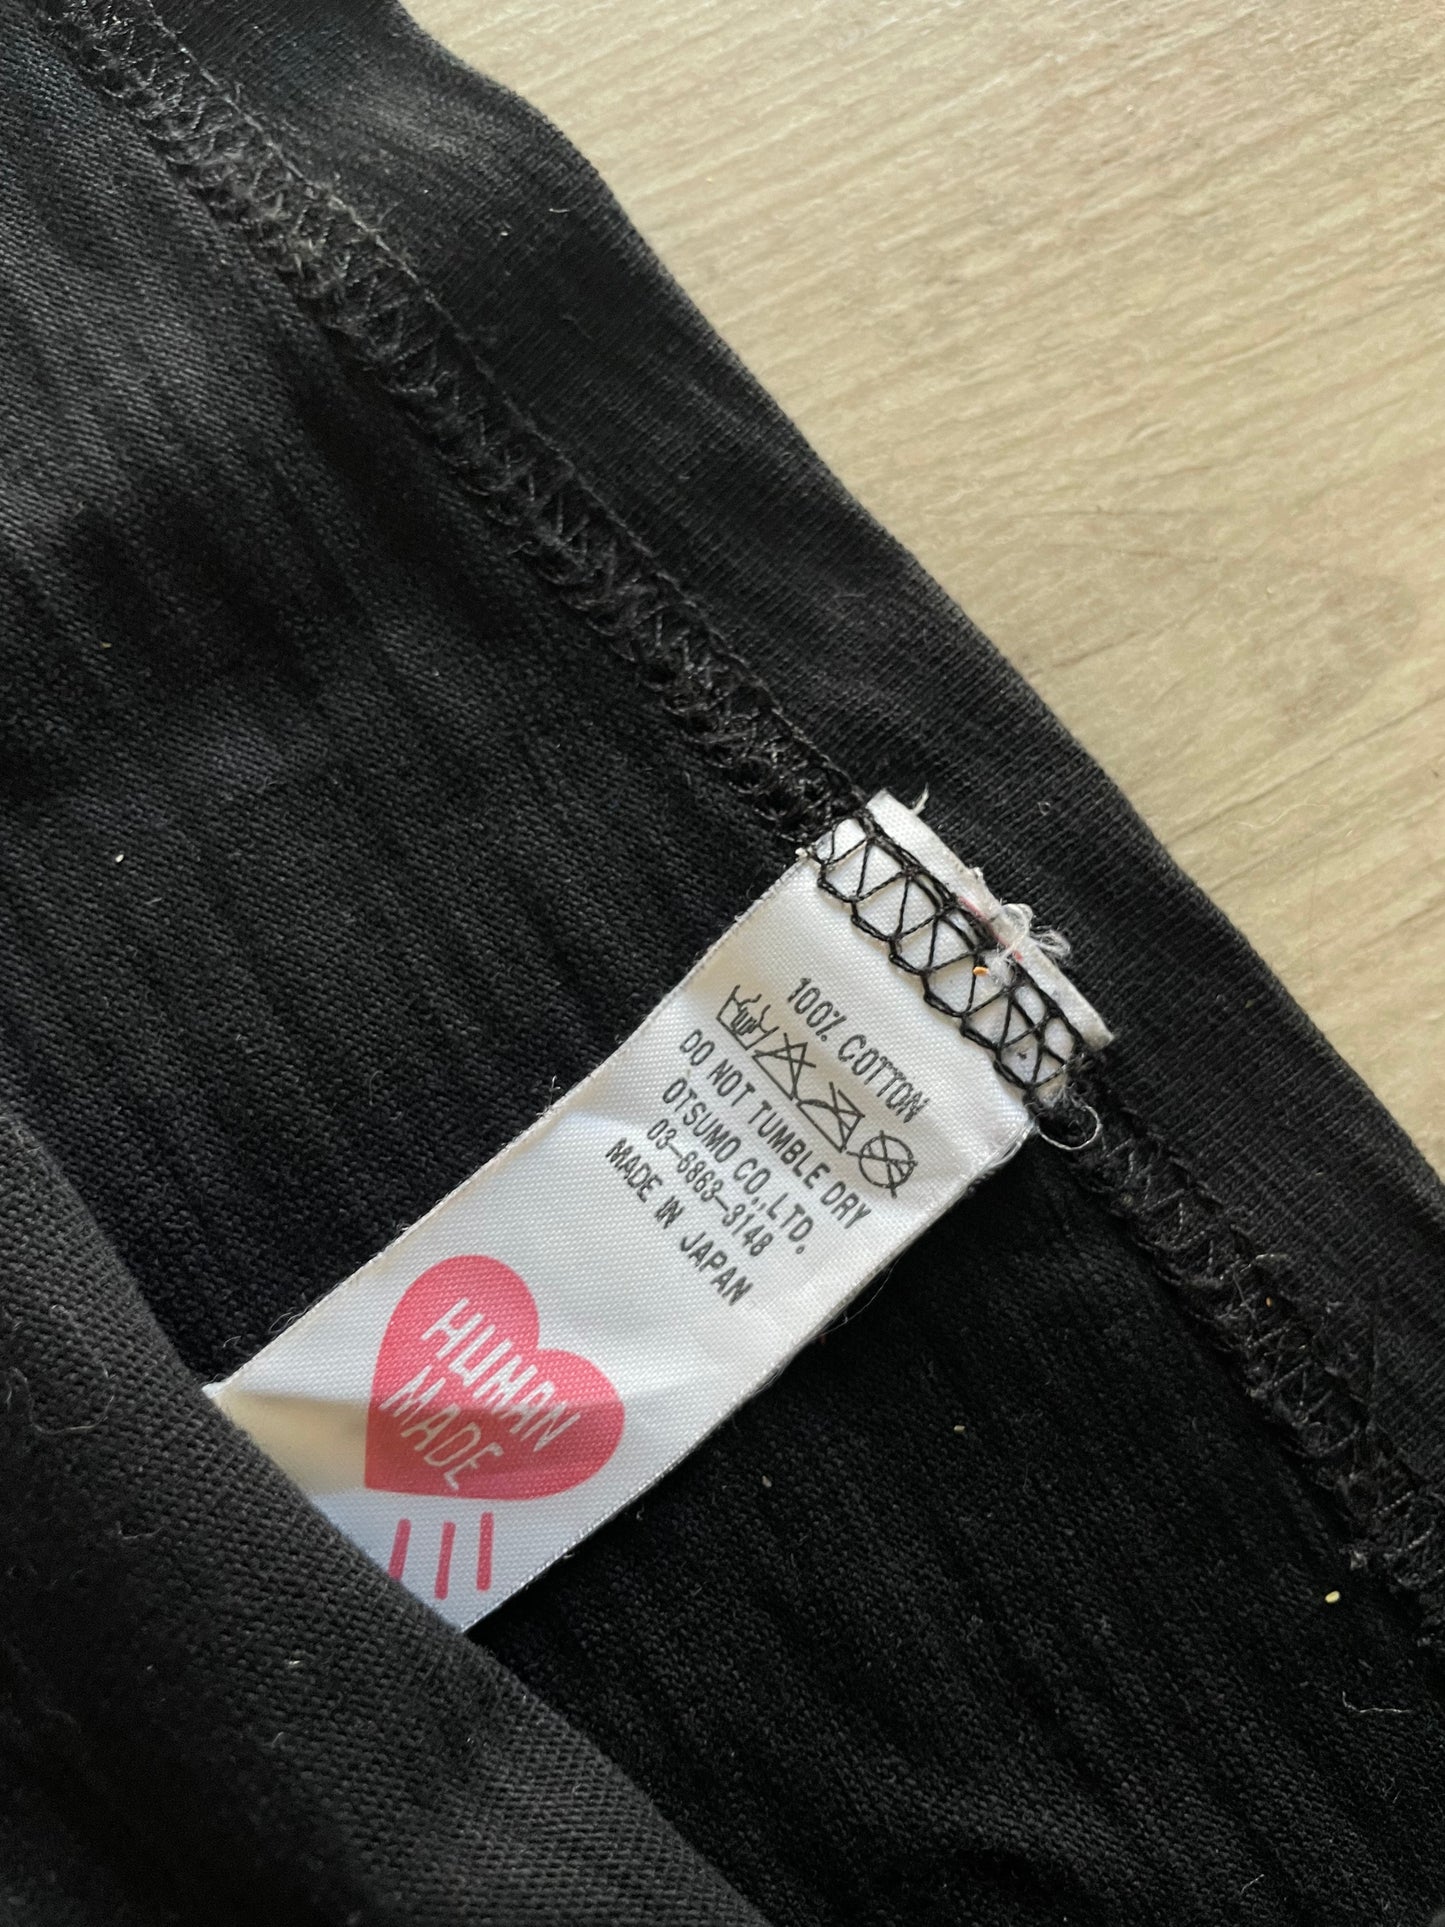 100% COTTON
DO NOT TUMBLE DRY
OTSUMO CO.,LTD.
03-6863-3148
MADE IN JAPAN
HUMAN
MADE